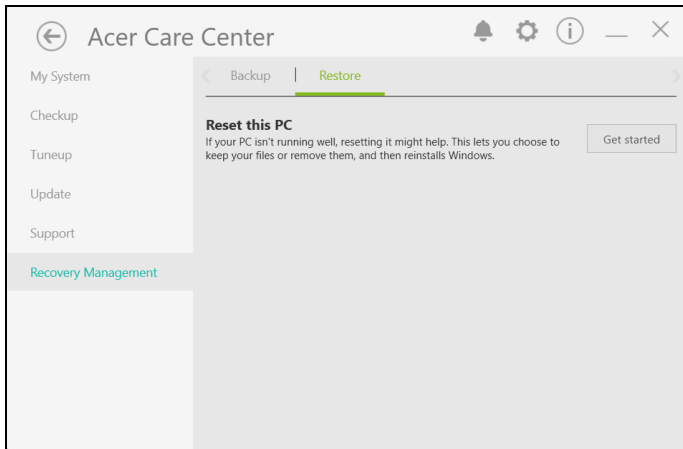 Acer Care Center
My System
Checkup
Tuneup
Update
Support
Recovery Management
Backup | Restore
Reset this PC
If your PC isn't running well, resetting it might help. This lets you choose to
keep your files or remove them, and then reinstalls Windows.
Get started